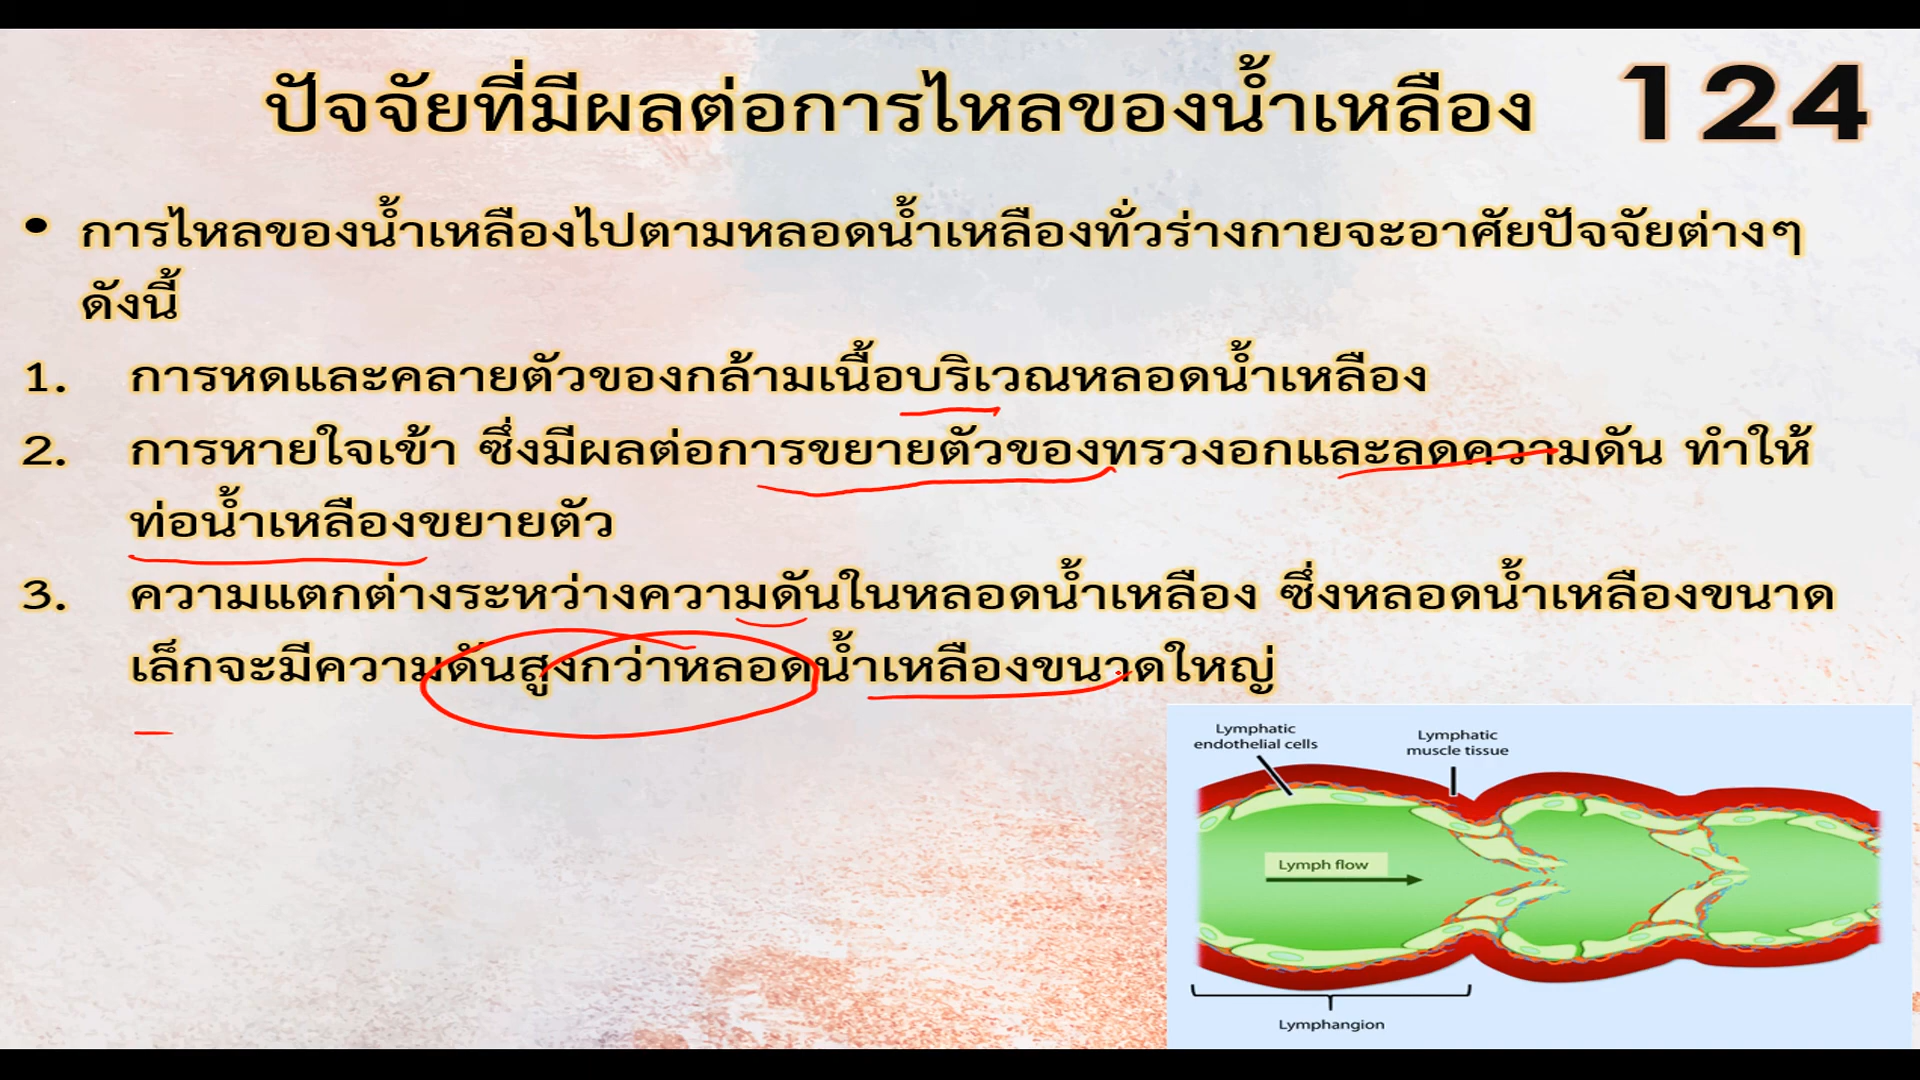 ปัจจัยที่มีผลต่อการไหลของน้ำเหลือง 124
• การไหลของน้ำเหลืองไปตามหลอดน้ำเหลืองทั่วร่างกายจะอาศัยปัจจัยต่างๆ
ดังนี้
1. การหดและคลายตัวของกล้ามเนื้อบริเวณหลอดน้ำเหลือง
2. การหายใจเข้า ซึ่งมีผลต่อการขยายตัวของทรวงอกและลดความดัน ทำให้
ท่อน้ำเหลืองขยายตัว
3. ความแตกต่างระหว่างความดันในหลอดน้ำเหลือง ซึ่งหลอดน้ำเหลืองขนาด
เล็กจะมีความดันสูงกว่าหลอดน้ำเหลืองขนาดใหญ่
Lymphatic
endothelial cells
Lymphatic
muscle tissue
Lymph flow
Lymphangion